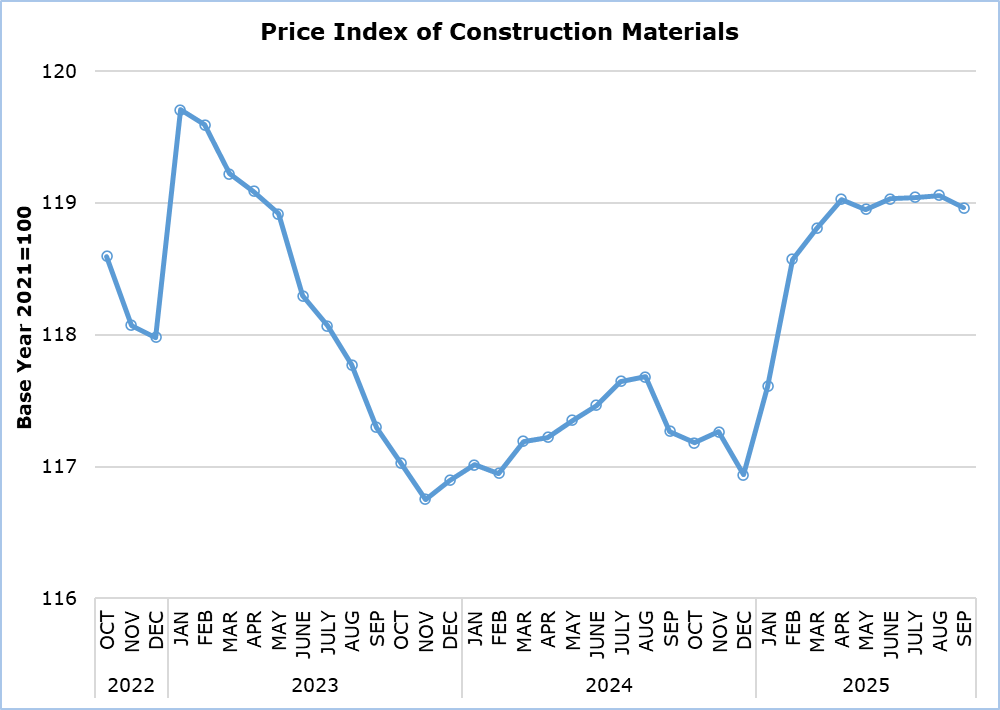 Price Index of Construction Materials
Base Year 2021=100
120
119
118
117
116
OCT NOV DEC JAN FEB MAR APR MAY JUNE JULY AUG SEP OCT NOV DEC JAN FEB MAR APR MAY JUNE JULY AUG SEP OCT NOV DEC JAN FEB MAR APR MAY JUNE JULY AUG SEP
2022 2023 2024 2025